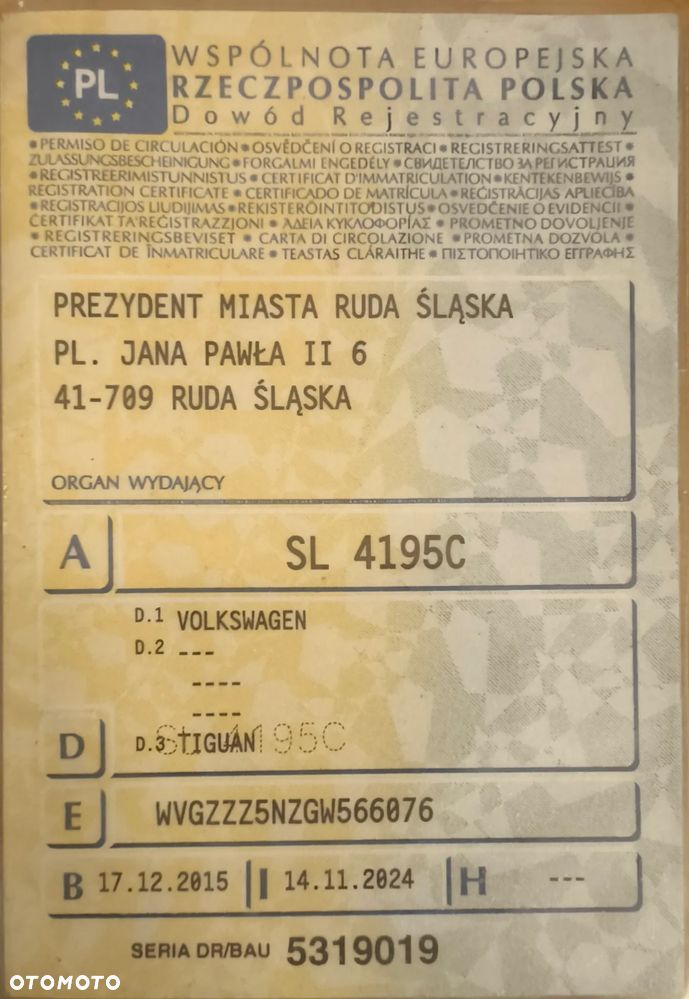 PL
WSPÓLNOTA EUROPEJSKA
RZECZPOSPOLITA POLSKA
Dowód Rejestracyjny
• PERMISO DE CIRCULACIÓN • OSVĚDČENÍ O REGISTRACI • REGISTRERINGSATTEST •
ZULASSUNGSBESCHEINIGUNG • FORGALMI ENGEDÉLY • СВИДЕТЕЛСТВО ЗА РЕГИСТРАЦИЯ
• REGISTREERIMISTUNNISTUS • CERTIFICAT D'IMMATRICULATION • KENTEKENBEWIJS •
REGISTRATION CERTIFICATE • CERTIFICADO DE MATRÍCULA • REĢISTRĀCIJAS APLIECĪBA
• REGISTRACIJOS LIUDIJIMAS • REKISTERÖINTITODISTUS • OSVEDČENIE O EVIDENCII •
ĊERTIFIKAT TA'REĠISTRAZZJONI • ΑΔΕΙΑ ΚΥΚΛΟΦΟΡΙΑΣ • PROMETNO DOVOLJENJE
• REGISTRERINGSBEVISET • CARTA DI CIRCOLAZIONE • PROMETNA DOZVOLA •
CERTIFICAT DE ÎNMATRICULARE • TEASTAS CLÁRAITHE • ΠΙΣΤΟΠΟΙΗΤΙΚΟ ΕΓΓΡΑΦΗΣ
PREZYDENT MIASTA RUDA ŚLĄSKA
PL. JANA PAWŁA II 6
41-709 RUDA ŚLĄSKA
ORGAN WYDAJĄCY
A SL 4195C
D.1 VOLKSWAGEN
D.2 ---
----
----
D D.3 TIGUAN
SL 4195C
E WVGZZZ5NZGW566076
B 17.12.2015 I 14.11.2024 H ---
SERIA DR/BAU 5319019
OTOMOTO